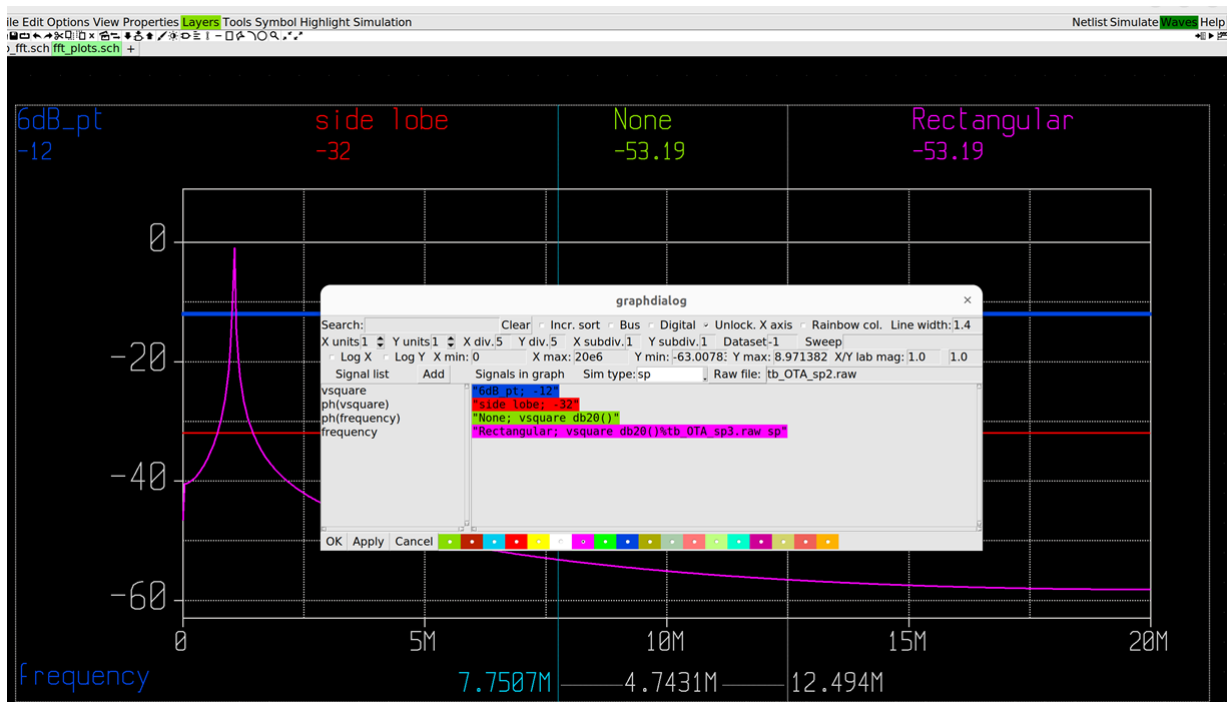 ile Edit Options View Properties Layers Tools Symbol Highlight Simulation Netlist Simulate Waves Help
_fft.sch fft_plots.sch +
6dB_pt side lobe None Rectangular
-12 -32 -53.19 -53.19
graphdialog ×
Search: Clear Incr. sort Bus Digital Unlock. X axis Rainbow col. Line width: 1.4
X units 1 Y units 1 X div. 5 Y div. 5 X subdiv. 1 Y subdiv. 1 Dataset -1 Sweep
Log X Log Y X min: 0 X max: 20e6 Y min: -63.0078 Y max: 8.971382 X/Y lab mag: 1.0 1.0
Signal list Add Signals in graph Sim type: sp Raw file: tb_OTA_sp2.raw
vsquare "6dB_pt; -12"
ph(vsquare) "side lobe; -32"
ph(frequency) "None; vsquare db20()"
frequency "Rectangular; vsquare db20()%tb_OTA_sp3.raw sp"
OK Apply Cancel
0
-20
-40
-60
0 5M 10M 15M 20M
frequency 7.7507M 4.7431M 12.494M